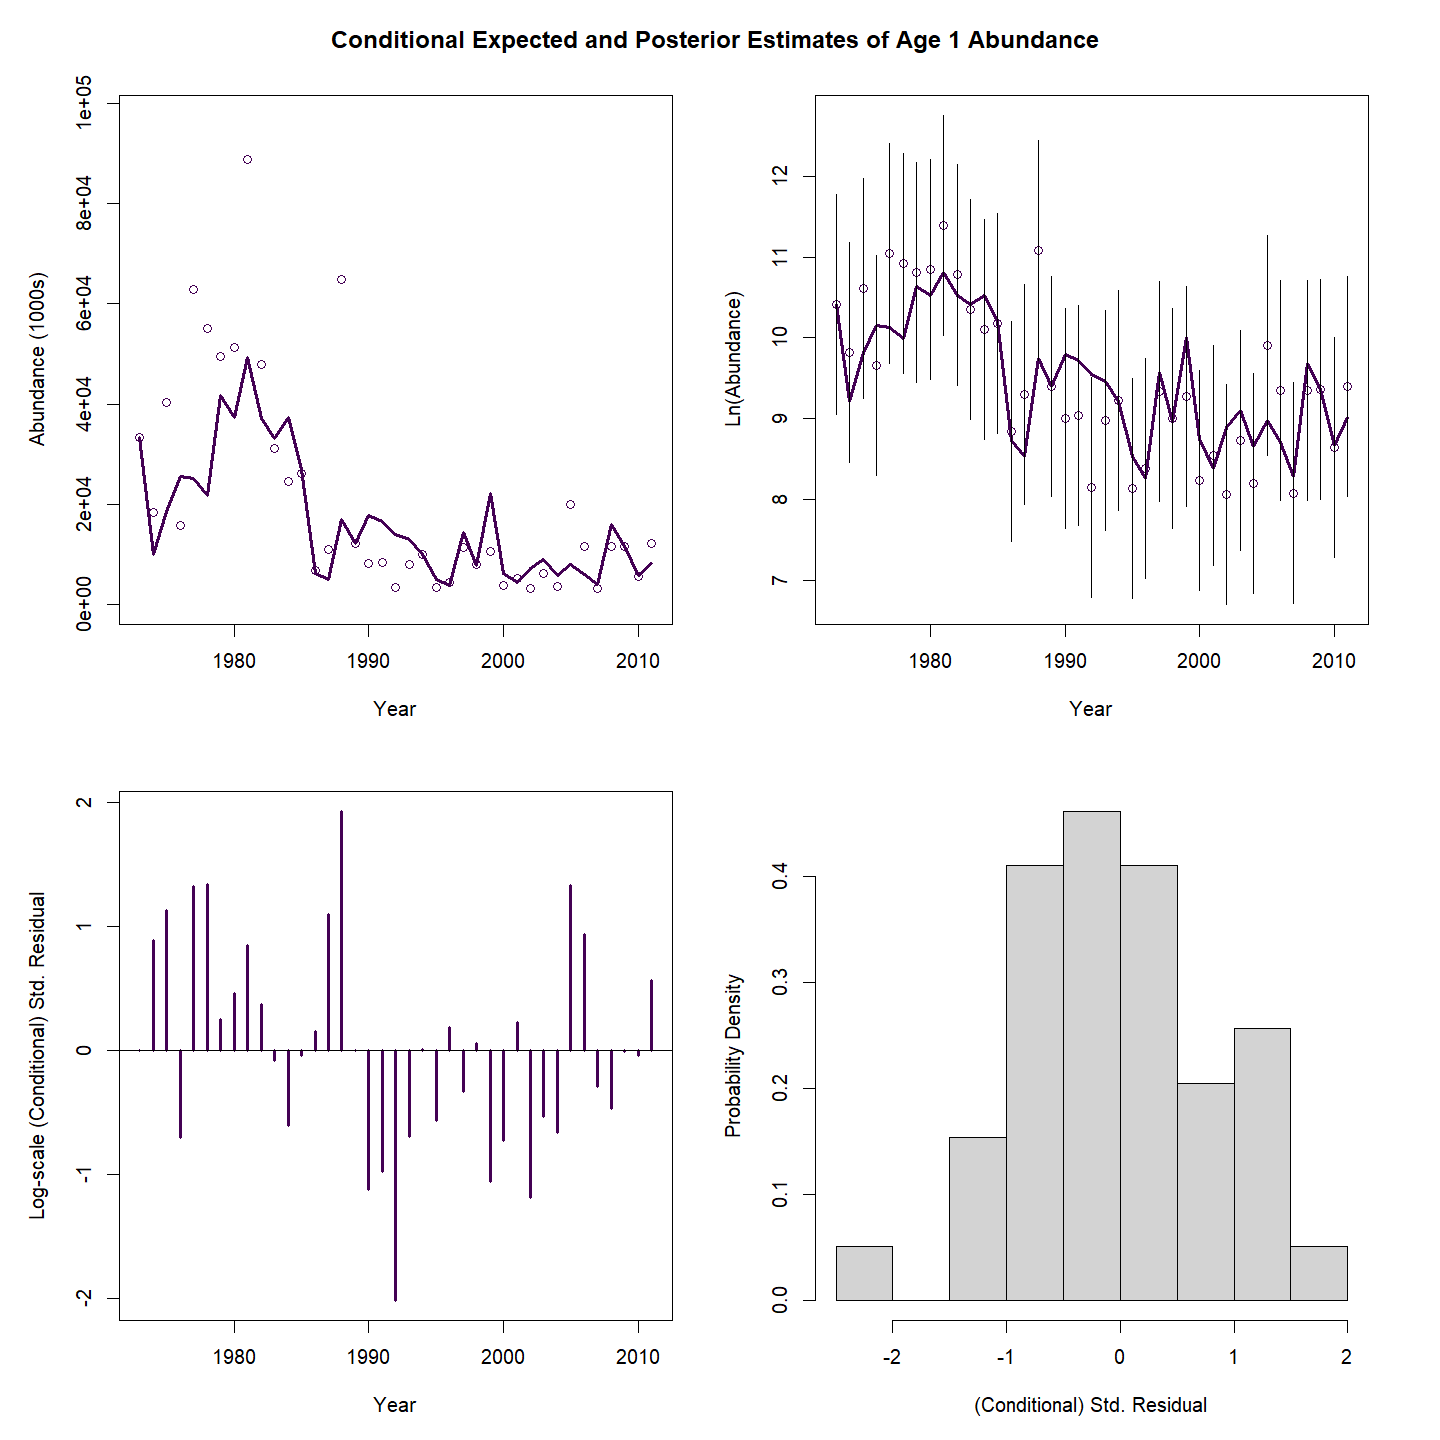 Conditional Expected and Posterior Estimates of Age 1 Abundance
Abundance (1000s)
0e+00 2e+04 4e+04 6e+04 8e+04 1e+05
1980 1990 2000 2010
Year
Ln(Abundance)
7 8 9 10 11 12
1980 1990 2000 2010
Year
Log-scale (Conditional) Std. Residual
-2 -1 0 1 2
1980 1990 2000 2010
Year
Probability Density
0.0 0.1 0.2 0.3 0.4
-2 -1 0 1 2
(Conditional) Std. Residual